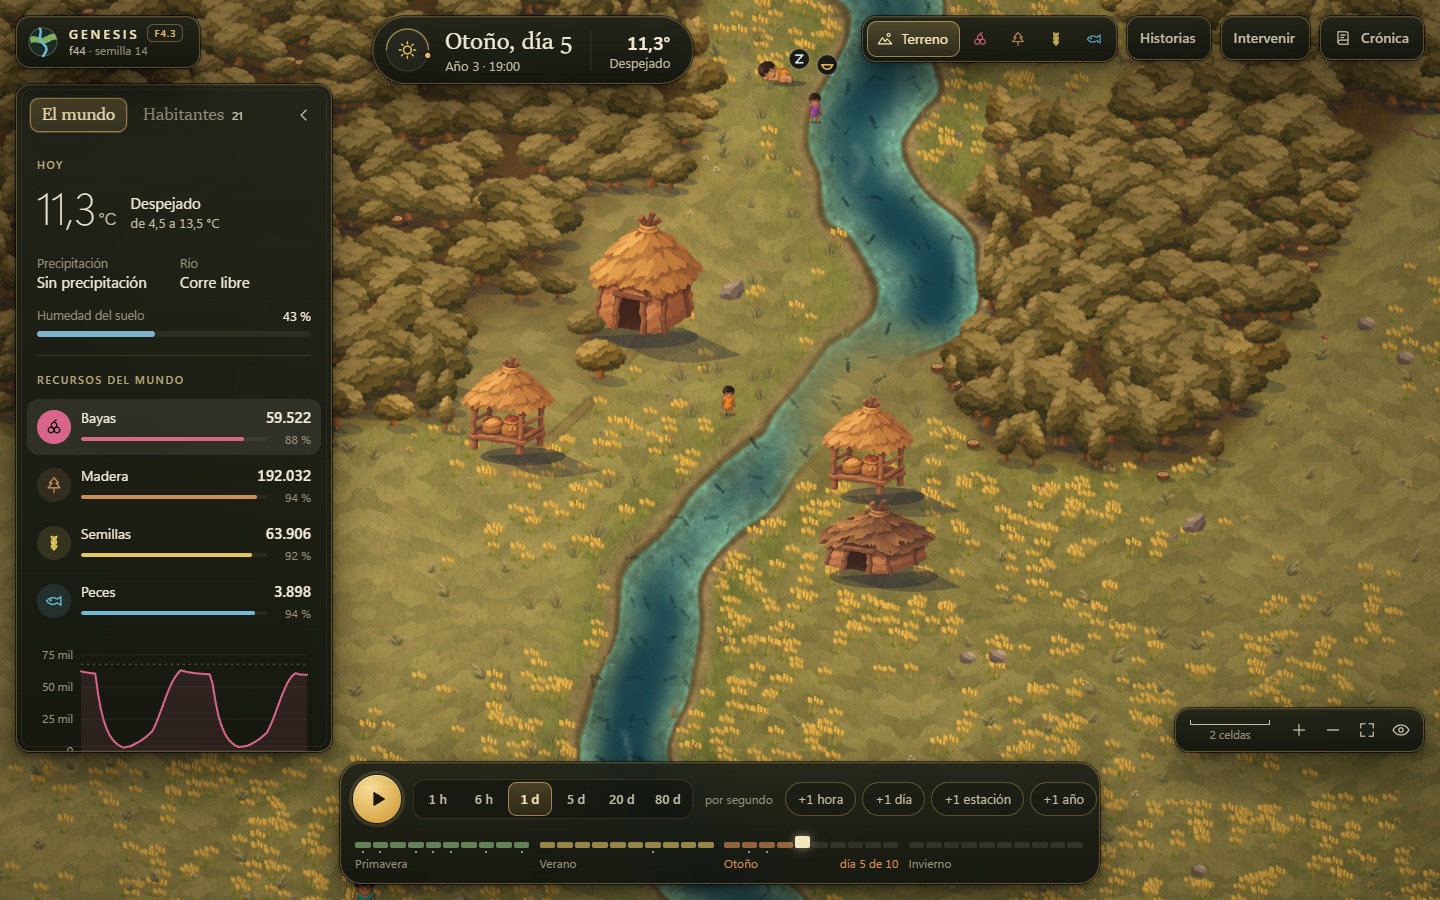 GENESIS F4.3
f44 · semilla 14
Otoño, día 5
Año 3 · 19:00
11,3°
Despejado
Terreno
Historias
Intervenir
Crónica
Z
El mundo
Habitantes 21
HOY
11,3 °C
Despejado
de 4,5 a 13,5 °C
Precipitación
Sin precipitación
Río
Corre libre
Humedad del suelo 43 %
RECURSOS DEL MUNDO
Bayas 59.522
88 %
Madera 192.032
94 %
Semillas 63.906
92 %
Peces 3.898
94 %
75 mil
50 mil
25 mil
0
2 celdas
1 h 6 h 1 d 5 d 20 d 80 d por segundo +1 hora +1 día +1 estación +1 año
Primavera Verano Otoño día 5 de 10 Invierno